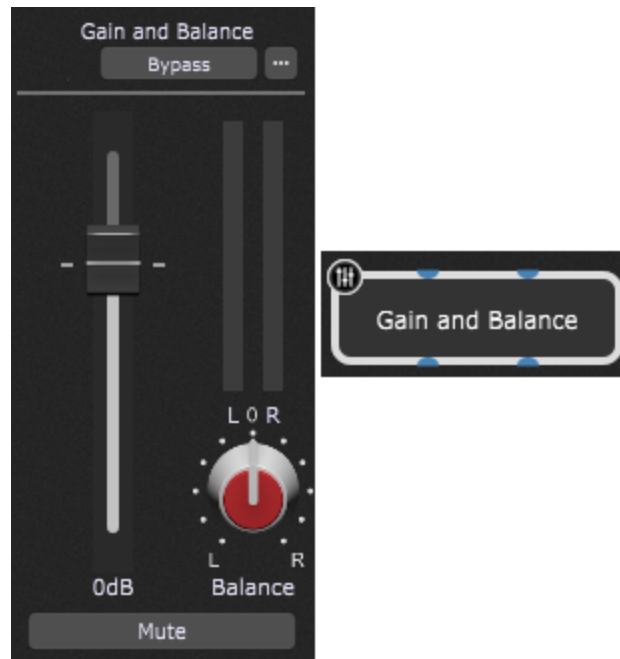 Gain and Balance
Bypass ...
L 0 R
L R
0dB Balance
Mute
Gain and Balance